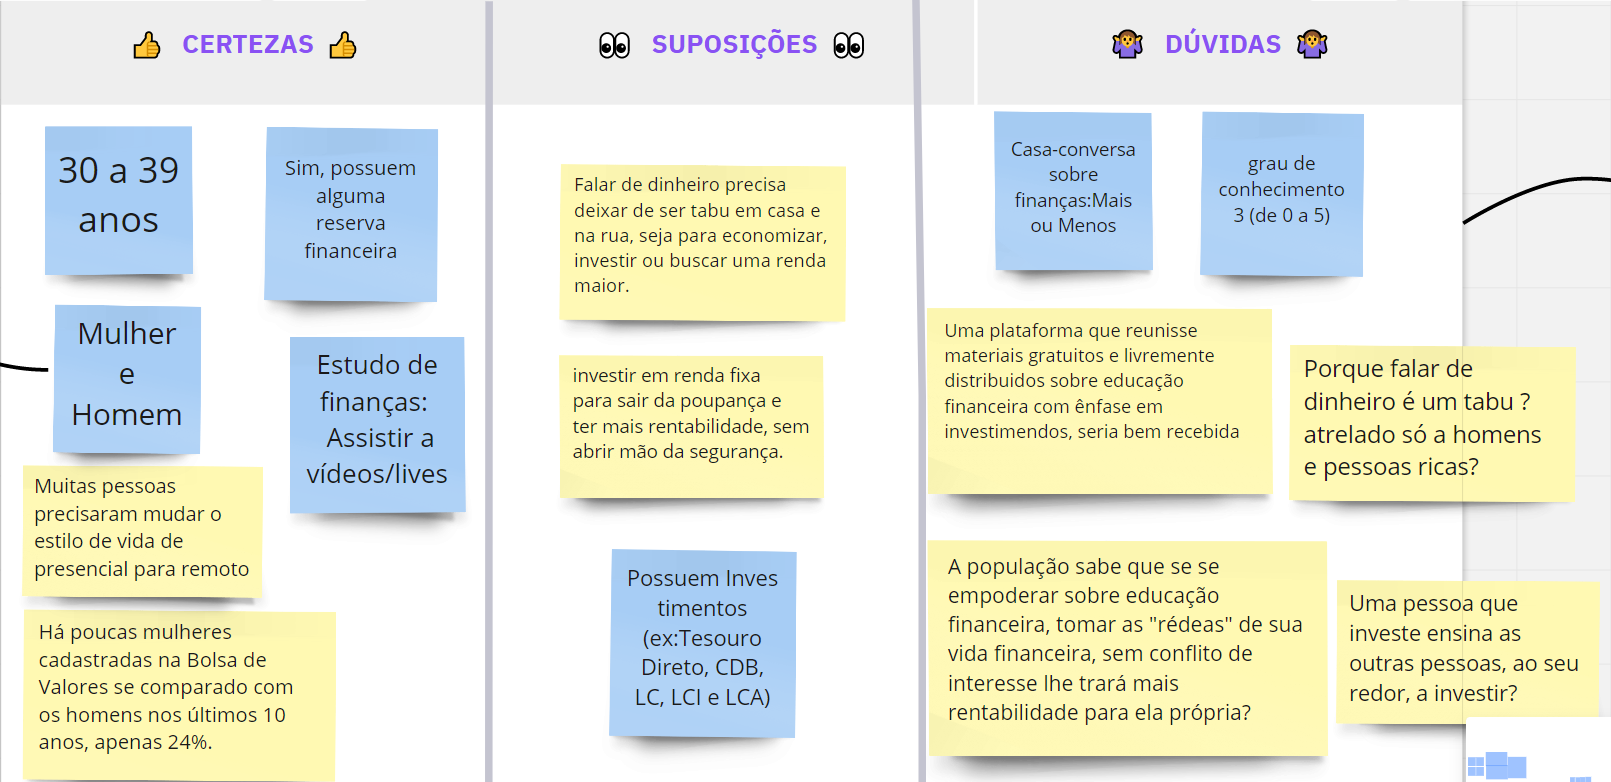 CERTEZAS
30 a 39
anos
Sim, possuem
alguma
reserva
financeira
Mulher
e
Homem
Estudo de
finanças:
Assistir a
vídeos/lives
Muitas pessoas
precisaram mudar o
estilo de vida de
presencial para remoto
Há poucas mulheres
cadastradas na Bolsa de
Valores se comparado com
os homens nos últimos 10
anos, apenas 24%.
SUPOSIÇÕES
Falar de dinheiro precisa
deixar de ser tabu em casa e
na rua, seja para economizar,
investir ou buscar uma renda
maior.
investir em renda fixa
para sair da poupança e
ter mais rentabilidade, sem
abrir mão da segurança.
Possuem Inves
timentos
(ex:Tesouro
Direto, CDB,
LC, LCI e LCA)
DÚVIDAS
Casa-conversa
sobre
finanças:Mais
ou Menos
grau de
conhecimento
3 (de 0 a 5)
Uma plataforma que reunisse
materiais gratuitos e livremente
distribuidos sobre educação
financeira com ênfase em
investimendos, seria bem recebida
Porque falar de
dinheiro é um tabu ?
atrelado só a homens
e pessoas ricas?
A população sabe que se se
empoderar sobre educação
financeira, tomar as "rédeas" de sua
vida financeira, sem conflito de
interesse lhe trará mais
rentabilidade para ela própria?
Uma pessoa que
investe ensina as
outras pessoas, ao seu
redor, a investir?